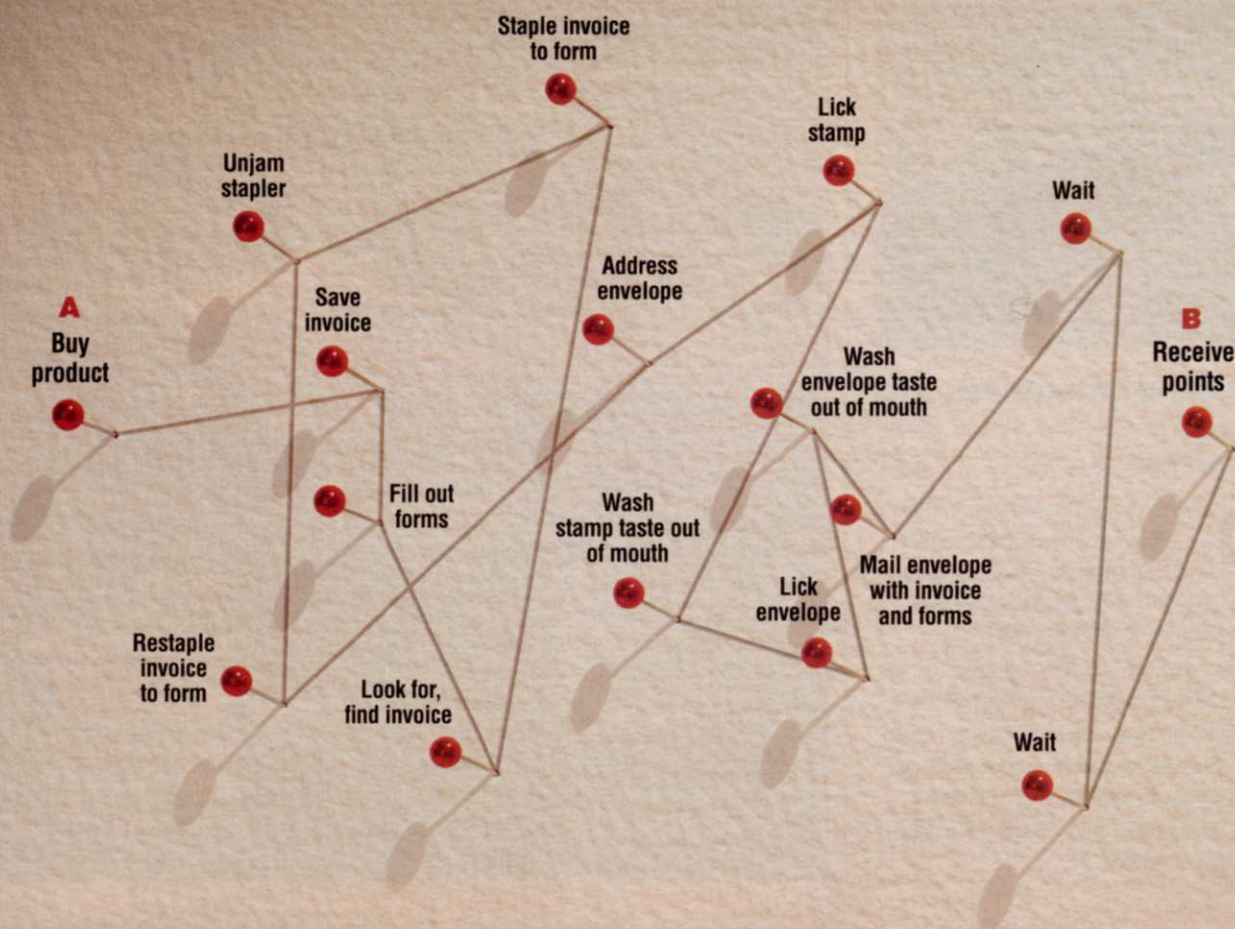 A
Buy
product
Save
invoice
Fill out
forms
Look for,
find invoice
Staple invoice
to form
Unjam
stapler
Restaple
invoice
to form
Address
envelope
Lick
stamp
Wash
stamp taste out
of mouth
Lick
envelope
Wash
envelope taste
out of mouth
Mail envelope
with invoice
and forms
Wait
Wait
B
Receive
points